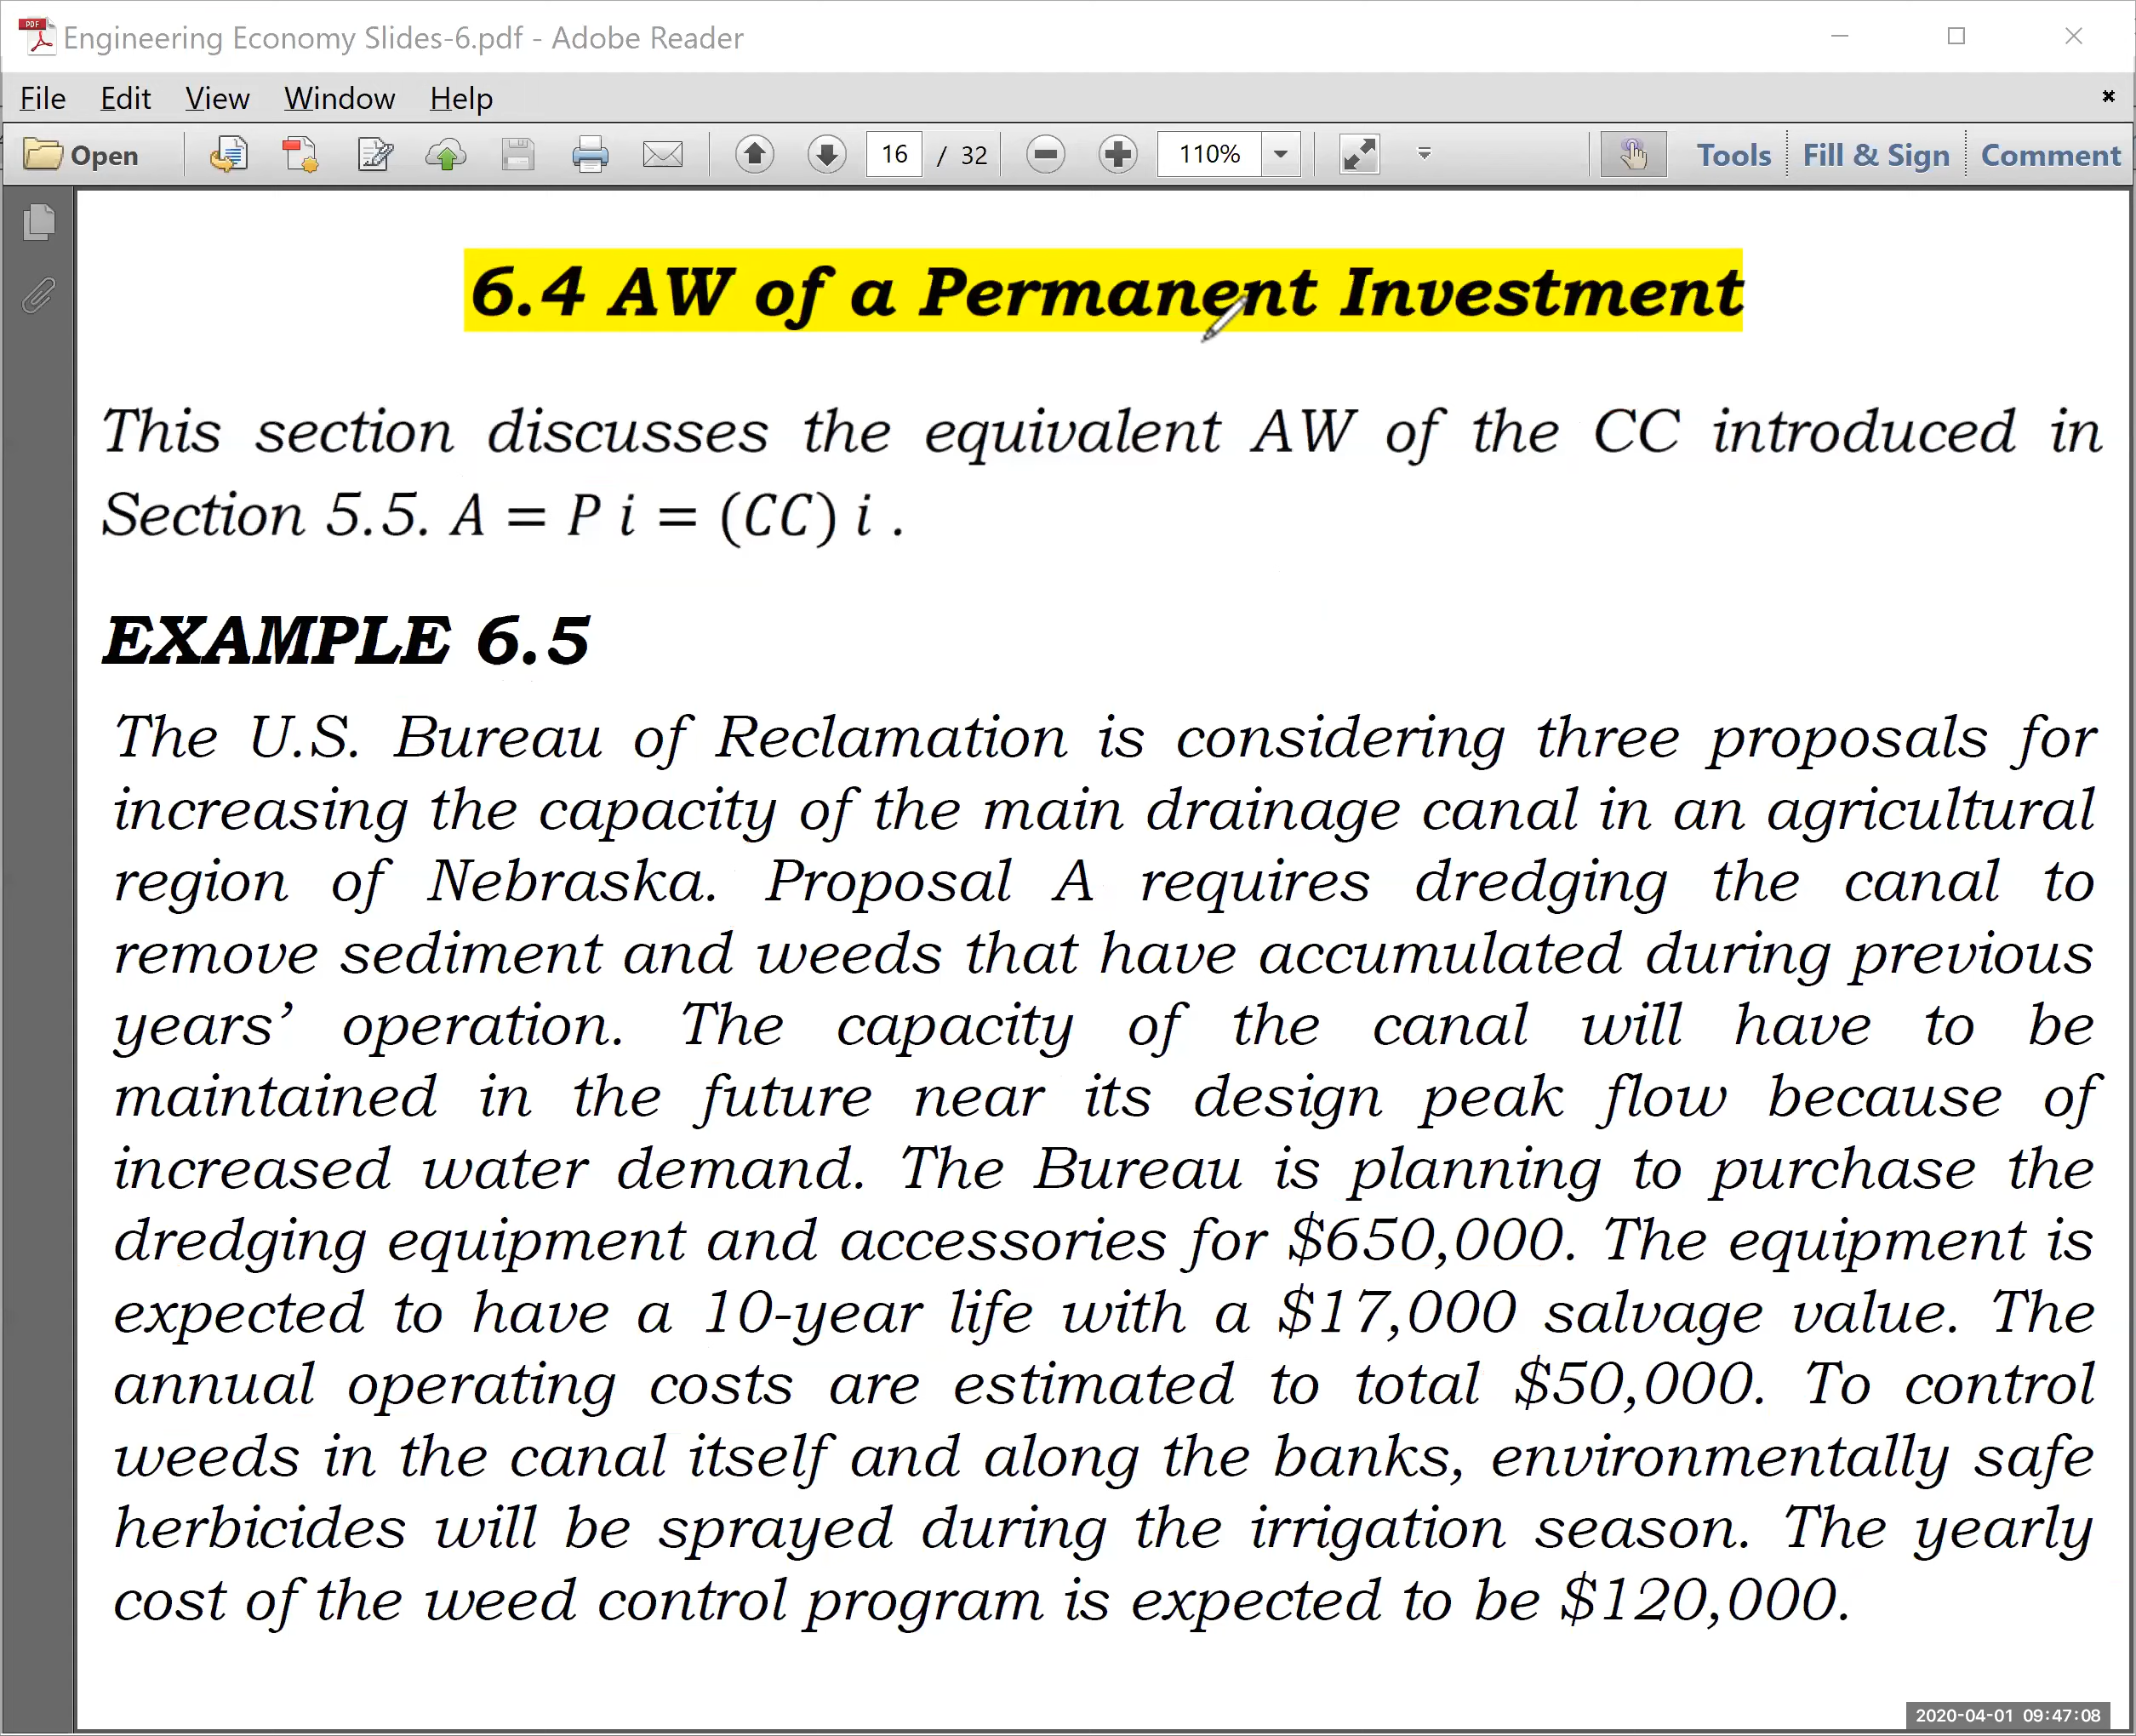 Engineering Economy Slides-6.pdf - Adobe Reader
File Edit View Window Help
Open 16 / 32 110% Tools Fill & Sign Comment
6.4 AW of a Permanent Investment
This section discusses the equivalent AW of the CC introduced in
Section 5.5. A = P i = (CC) i .
EXAMPLE 6.5
The U.S. Bureau of Reclamation is considering three proposals for
increasing the capacity of the main drainage canal in an agricultural
region of Nebraska. Proposal A requires dredging the canal to
remove sediment and weeds that have accumulated during previous
years’ operation. The capacity of the canal will have to be
maintained in the future near its design peak flow because of
increased water demand. The Bureau is planning to purchase the
dredging equipment and accessories for $650,000. The equipment is
expected to have a 10-year life with a $17,000 salvage value. The
annual operating costs are estimated to total $50,000. To control
weeds in the canal itself and along the banks, environmentally safe
herbicides will be sprayed during the irrigation season. The yearly
cost of the weed control program is expected to be $120,000.
2020-04-01 09:47:08